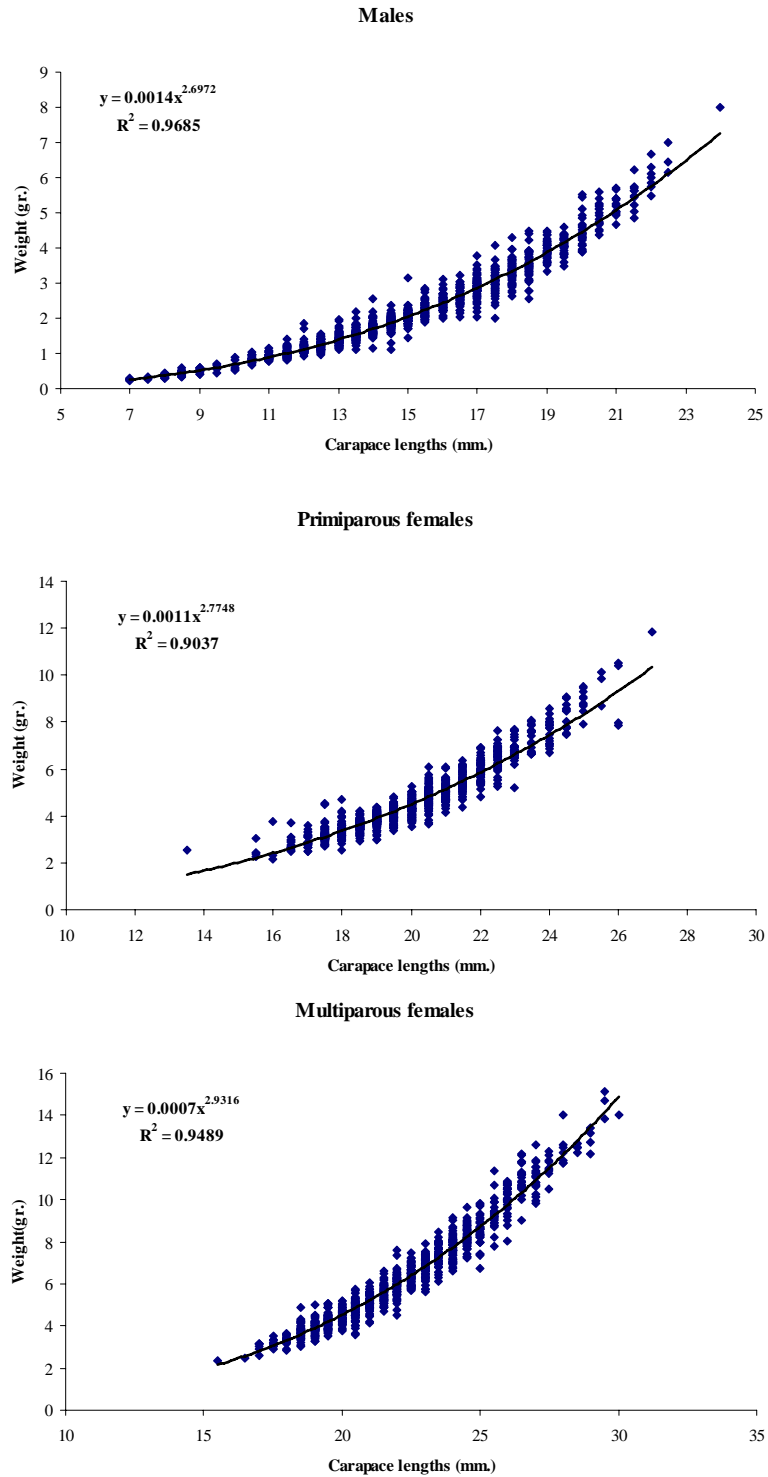 Males
y = 0.0014x^2.6972
R^2 = 0.9685
Weight (gr.)
9
8
7
6
5
4
3
2
1
0
5 7 9 11 13 15 17 19 21 23 25
Carapace lengths (mm.)
Primiparous females
y = 0.0011x^2.7748
R^2 = 0.9037
Weight (gr.)
14
12
10
8
6
4
2
0
10 12 14 16 18 20 22 24 26 28 30
Carapace lengths (mm.)
Multiparous females
y = 0.0007x^2.9316
R^2 = 0.9489
Weight(gr.)
16
14
12
10
8
6
4
2
0
10 15 20 25 30 35
Carapace lengths (mm.)